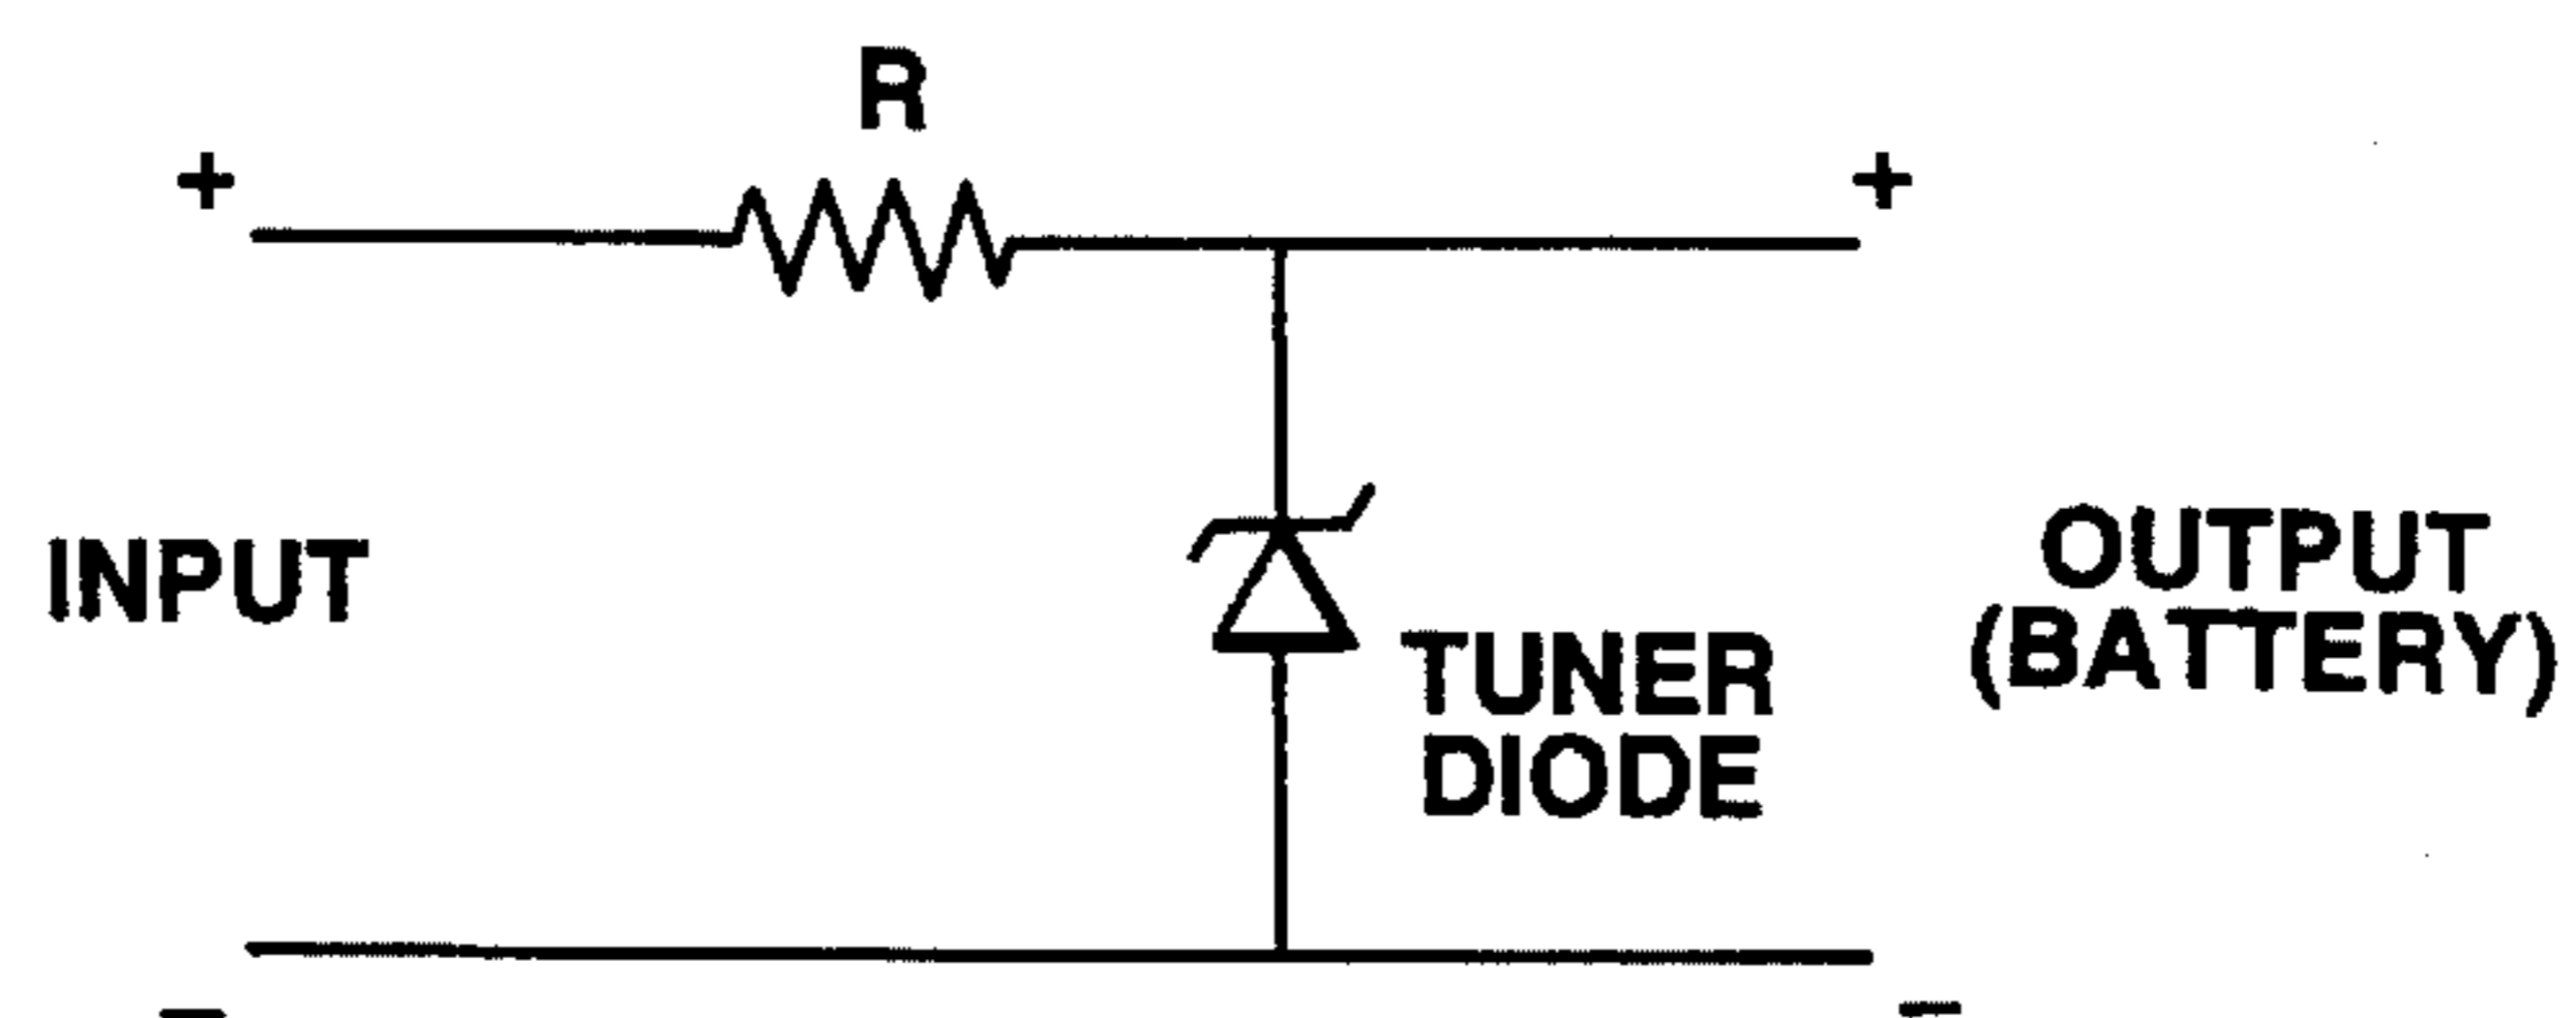 R
+ +
INPUT
OUTPUT
(BATTERY)
TUNER
DIODE
– –